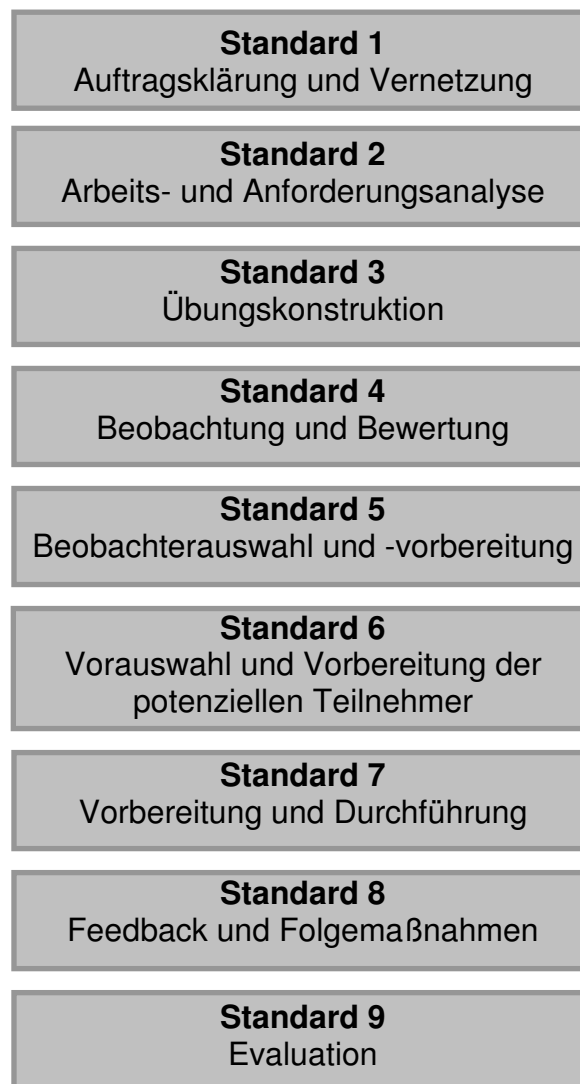 Standard 1
Auftragsklärung und Vernetzung
Standard 2
Arbeits- und Anforderungsanalyse
Standard 3
Übungskonstruktion
Standard 4
Beobachtung und Bewertung
Standard 5
Beobachterauswahl und -vorbereitung
Standard 6
Vorauswahl und Vorbereitung der
potenziellen Teilnehmer
Standard 7
Vorbereitung und Durchführung
Standard 8
Feedback und Folgemaßnahmen
Standard 9
Evaluation